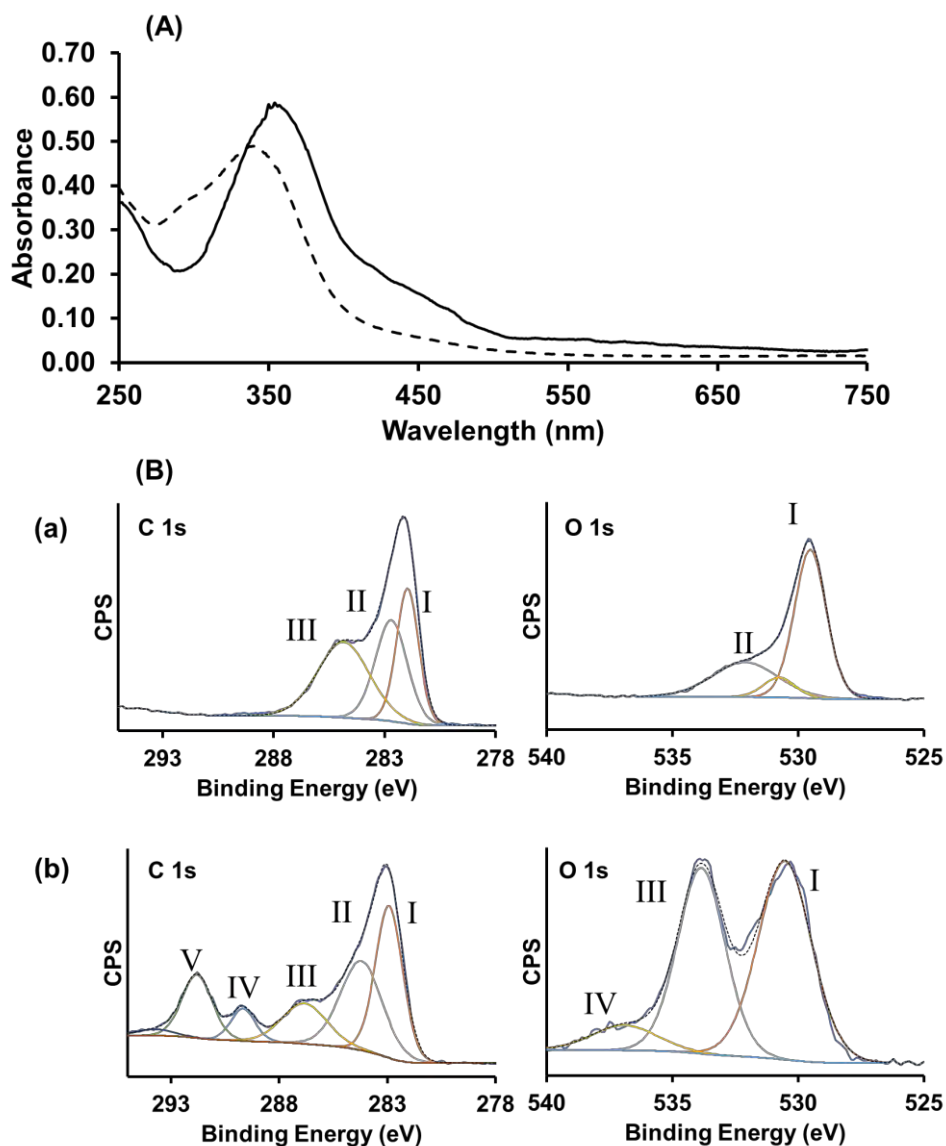 (A)
0.70
0.60
0.50
0.40
0.30
0.20
0.10
0.00
Absorbance
250 350 450 550 650 750
Wavelength (nm)
(B)
(a)
C 1s
I
II
III
CPS
293 288 283 278
Binding Energy (eV)
O 1s
I
II
CPS
540 535 530 525
Binding Energy (eV)
(b)
C 1s
I
II
III
IV
V
CPS
293 288 283 278
Binding Energy (eV)
O 1s
I
III
IV
CPS
540 535 530 525
Binding Energy (eV)